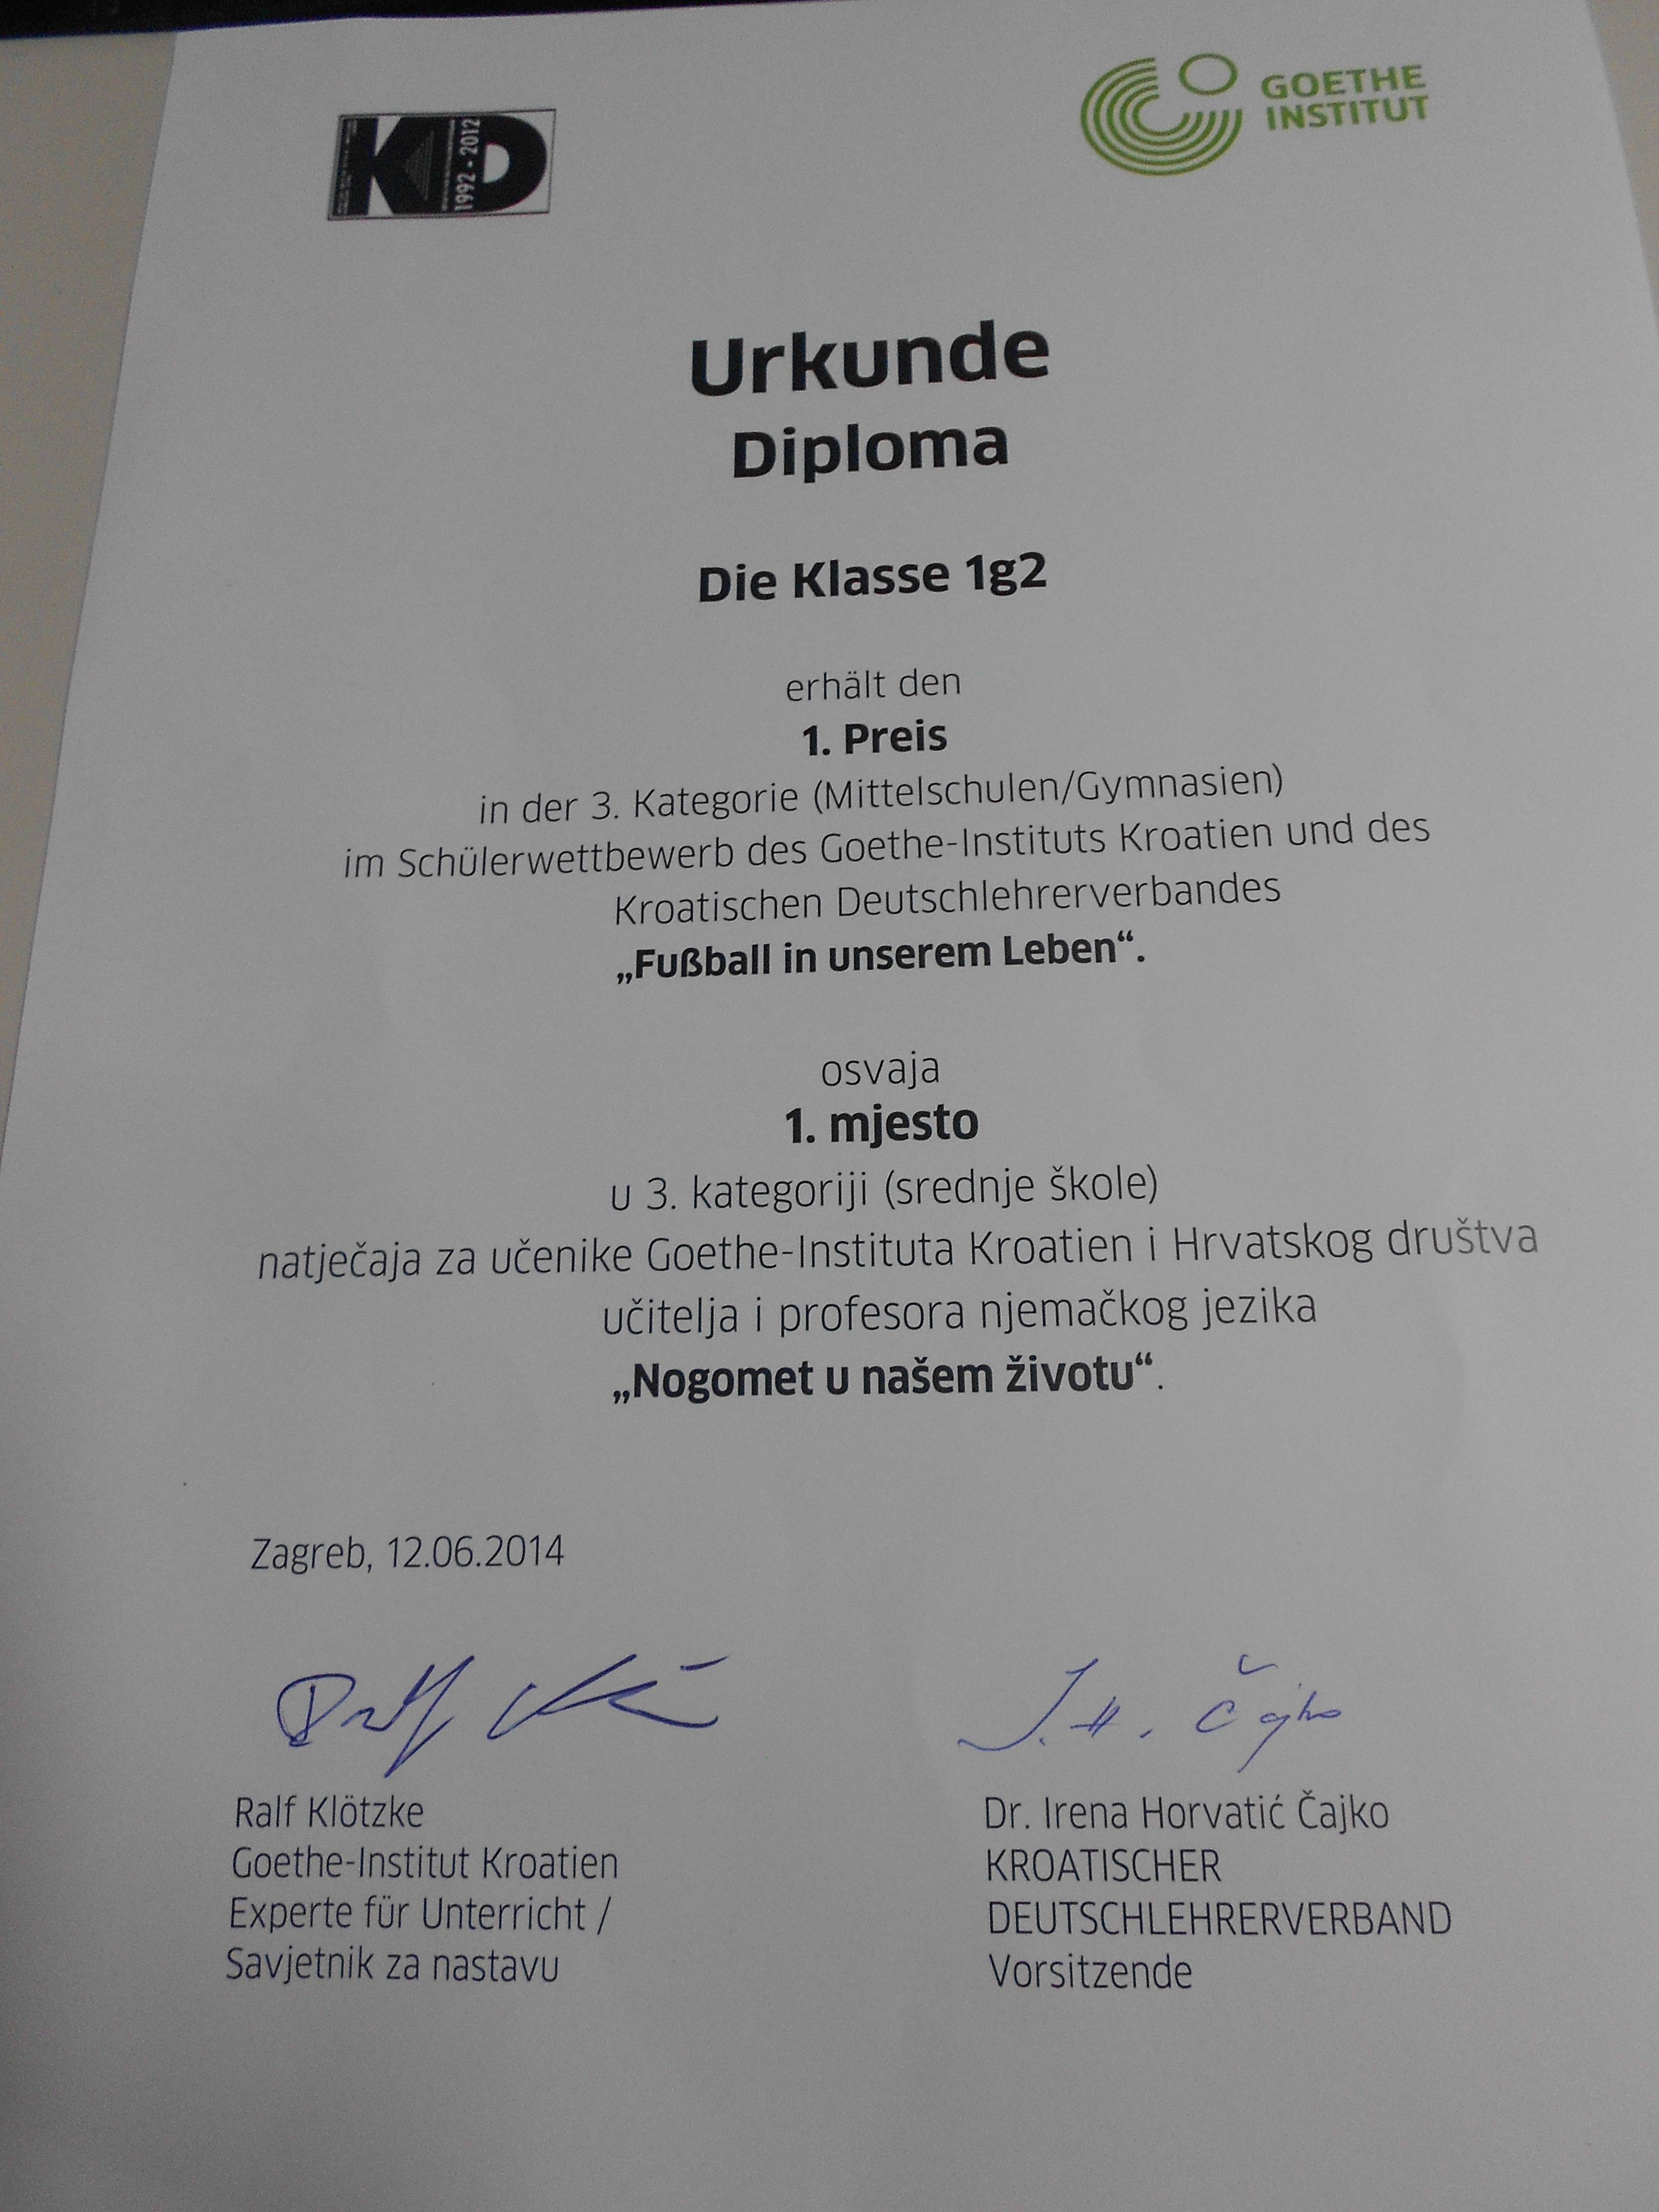 KD
1992 - 2012
GOETHE
INSTITUT
Urkunde
Diploma
Die Klasse 1g2
erhält den
1. Preis
in der 3. Kategorie (Mittelschulen/Gymnasien)
im Schülerwettbewerb des Goethe-Instituts Kroatien und des
Kroatischen Deutschlehrerverbandes
„Fußball in unserem Leben“.
osvaja
1. mjesto
u 3. kategoriji (srednje škole)
natječaja za učenike Goethe-Instituta Kroatien i Hrvatskog društva
učitelja i profesora njemačkog jezika
„Nogomet u našem životu“.
Zagreb, 12.06.2014
Ralf Klötzke
Goethe-Institut Kroatien
Experte für Unterricht /
Savjetnik za nastavu
J. H. Čajko
Dr. Irena Horvatić Čajko
KROATISCHER
DEUTSCHLEHRERVERBAND
Vorsitzende